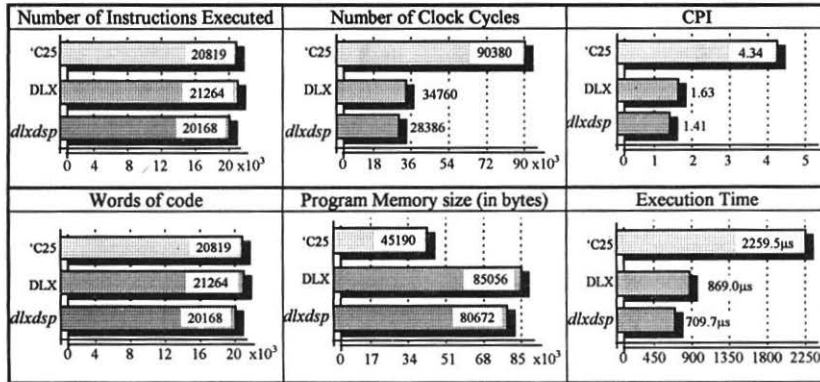 Number of Instructions Executed
'C25
20819
DLX
21264
dlxdsp
20168
0 4 8 12 16 20 x10³
Number of Clock Cycles
'C25
90380
DLX
34760
dlxdsp
28386
0 18 36 54 72 90 x10³
CPI
'C25
4.34
DLX
1.63
dlxdsp
1.41
0 1 2 3 4 5
Words of code
'C25
20819
DLX
21264
dlxdsp
20168
0 4 8 12 16 20 x10³
Program Memory size (in bytes)
'C25
45190
DLX
85056
dlxdsp
80672
0 17 34 51 68 85 x10³
Execution Time
'C25
2259.5µs
DLX
869.0µs
dlxdsp
709.7µs
0 450 900 1350 1800 2250